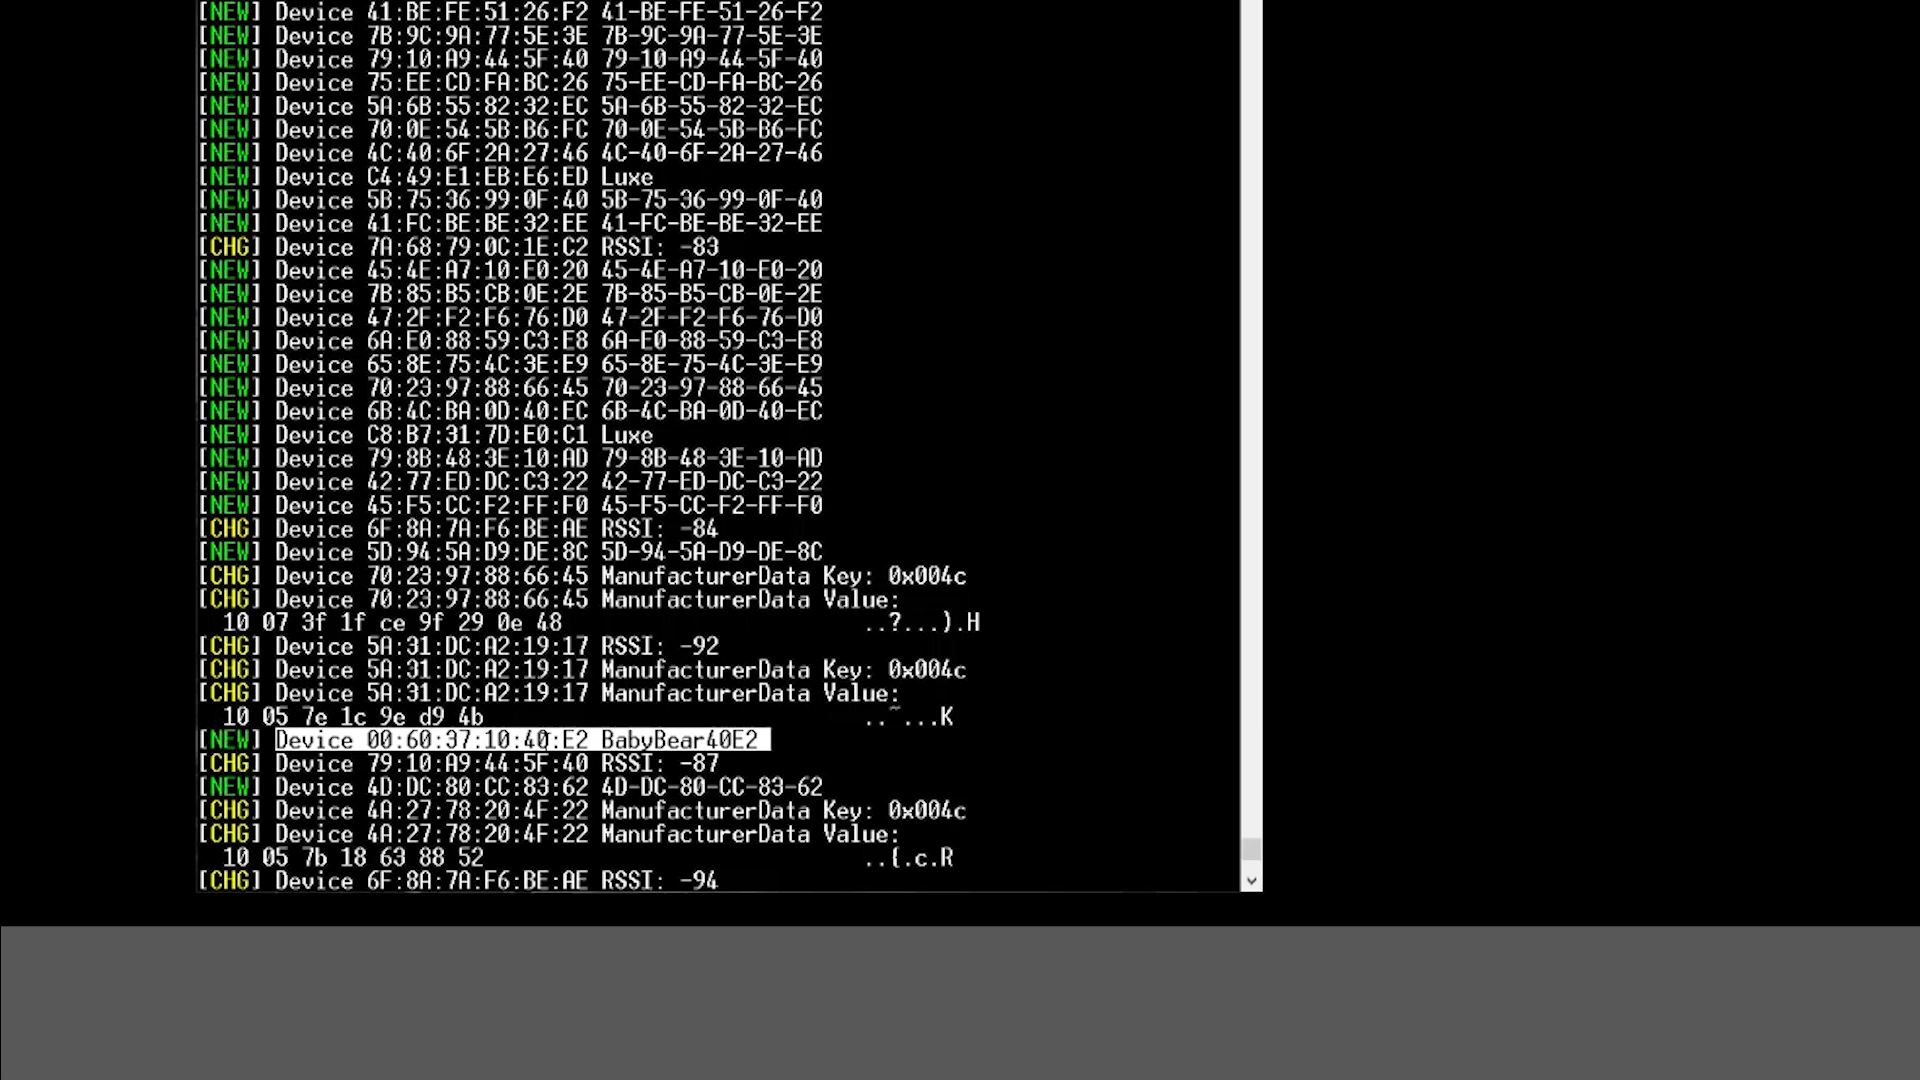 [NEW] Device 41:BE:FE:51:26:F2 41-BE-FE-51-26-F2
[NEW] Device 7B:9C:9A:77:5E:3E 7B-9C-9A-77-5E-3E
[NEW] Device 79:10:A9:44:5F:40 79-10-A9-44-5F-40
[NEW] Device 75:EE:CD:FA:BC:26 75-EE-CD-FA-BC-26
[NEW] Device 5A:6B:55:82:32:EC 5A-6B-55-82-32-EC
[NEW] Device 70:0E:54:5B:B6:FC 70-0E-54-5B-B6-FC
[NEW] Device 4C:40:6F:2A:27:46 4C-40-6F-2A-27-46
[NEW] Device C4:49:E1:EB:E6:ED Luxe
[NEW] Device 5B:75:36:99:0F:40 5B-75-36-99-0F-40
[NEW] Device 41:FC:BE:BE:32:EE 41-FC-BE-BE-32-EE
[CHG] Device 7A:68:79:0C:1E:C2 RSSI: -83
[NEW] Device 45:4E:A7:10:E0:20 45-4E-A7-10-E0-20
[NEW] Device 7B:85:B5:CB:0E:2E 7B-85-B5-CB-0E-2E
[NEW] Device 47:2F:F2:F6:76:D0 47-2F-F2-F6-76-D0
[NEW] Device 6A:E0:88:59:C3:E8 6A-E0-88-59-C3-E8
[NEW] Device 65:8E:75:4C:3E:E9 65-8E-75-4C-3E-E9
[NEW] Device 70:23:97:88:66:45 70-23-97-88-66-45
[NEW] Device 6B:4C:BA:0D:40:EC 6B-4C-BA-0D-40-EC
[NEW] Device C8:B7:31:7D:E0:C1 Luxe
[NEW] Device 79:8B:48:3E:10:AD 79-8B-48-3E-10-AD
[NEW] Device 42:77:ED:DC:C3:22 42-77-ED-DC-C3-22
[NEW] Device 45:F5:CC:F2:FF:F0 45-F5-CC-F2-FF-F0
[CHG] Device 6F:8A:7A:F6:BE:AE RSSI: -84
[NEW] Device 5D:94:5A:D9:DE:8C 5D-94-5A-D9-DE-8C
[CHG] Device 70:23:97:88:66:45 ManufacturerData Key: 0x004c
[CHG] Device 70:23:97:88:66:45 ManufacturerData Value:
10 07 3f 1f ce 9f 29 0e 48 ..?...).H
[CHG] Device 5A:31:DC:A2:19:17 RSSI: -92
[CHG] Device 5A:31:DC:A2:19:17 ManufacturerData Key: 0x004c
[CHG] Device 5A:31:DC:A2:19:17 ManufacturerData Value:
10 05 7e 1c 9e d9 4b ..~...K
[NEW] Device 00:60:37:10:40:E2 BabyBear40E2
[CHG] Device 79:10:A9:44:5F:40 RSSI: -87
[NEW] Device 4D:DC:80:CC:83:62 4D-DC-80-CC-83-62
[CHG] Device 4A:27:78:20:4F:22 ManufacturerData Key: 0x004c
[CHG] Device 4A:27:78:20:4F:22 ManufacturerData Value:
10 05 7b 18 63 88 52 ..{.c.R
[CHG] Device 6F:8A:7A:F6:BE:AE RSSI: -94